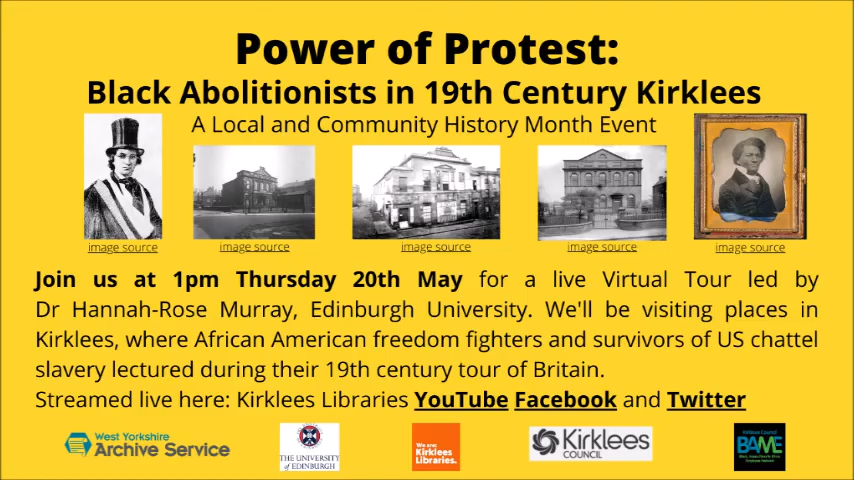 Power of Protest:
Black Abolitionists in 19th Century Kirklees
A Local and Community History Month Event
image source
image source
image source
image source
image source
Join us at 1pm Thursday 20th May for a live Virtual Tour led by
Dr Hannah-Rose Murray, Edinburgh University. We'll be visiting places in
Kirklees, where African American freedom fighters and survivors of US chattel
slavery lectured during their 19th century tour of Britain.
Streamed live here: Kirklees Libraries YouTube Facebook and Twitter
West Yorkshire
Archive Service
THE UNIVERSITY
of EDINBURGH
We are:
Kirklees
Libraries.
Kirklees
COUNCIL
Kirklees Council
BAME